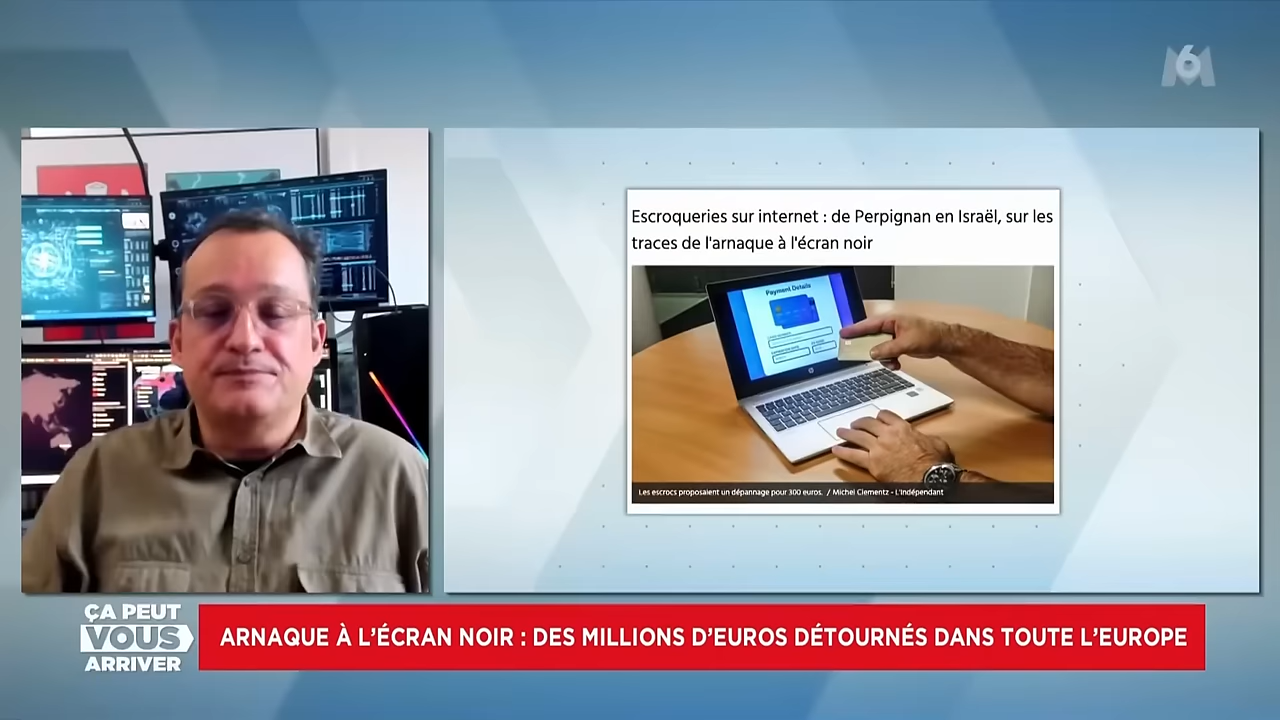 M6
Escroqueries sur internet : de Perpignan en Israël, sur les
traces de l'arnaque à l'écran noir
Payment Details
Les escrocs proposaient un dépannage pour 300 euros. / Michel Clementz - L'Indépendant
ÇA PEUT
VOUS
ARRIVER
ARNAQUE À L'ÉCRAN NOIR : DES MILLIONS D'EUROS DÉTOURNÉS DANS TOUTE L'EUROPE